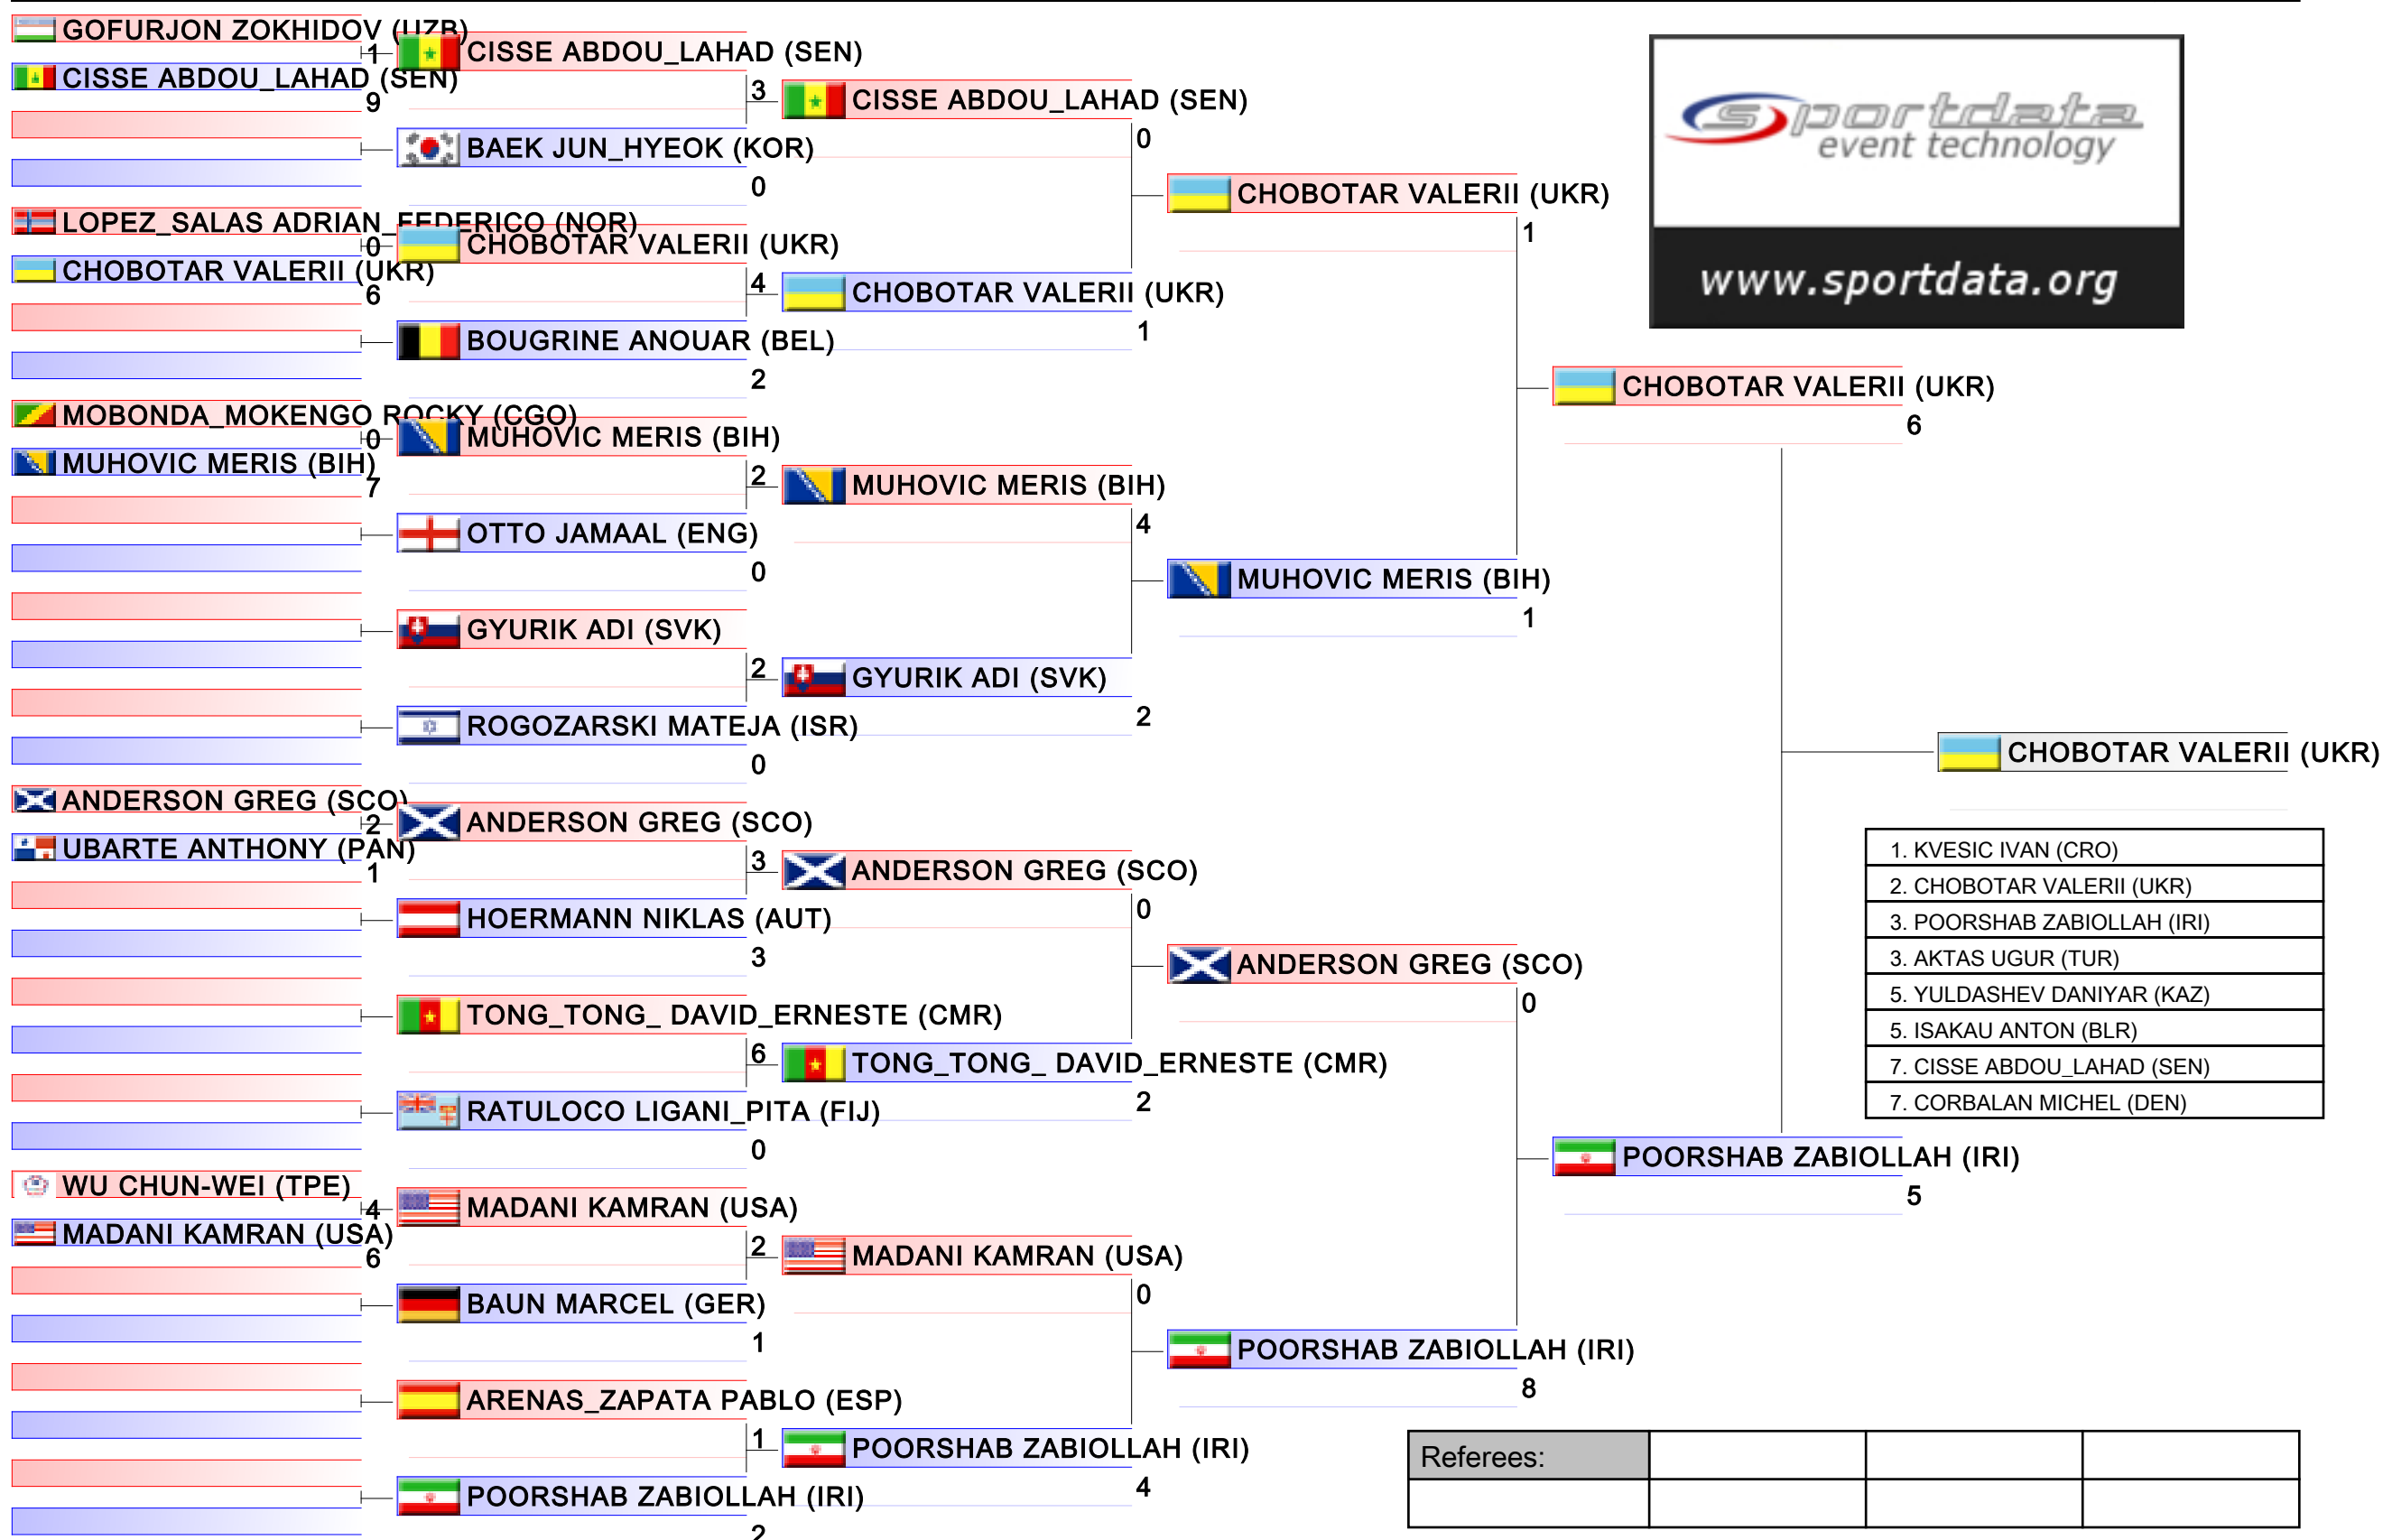 GOFURJON ZOKHIDOV (UZB)
1
CISSE ABDOU_LAHAD (SEN)
9
LOPEZ_SALAS ADRIAN_FEDERICO (NOR)
0
CHOBOTAR VALERII (UKR)
6
MOBONDA_MOKENGO ROCKY (CGO)
0
MUHOVIC MERIS (BIH)
7
ANDERSON GREG (SCO)
2
UBARTE ANTHONY (PAN)
1
WU CHUN-WEI (TPE)
4
MADANI KAMRAN (USA)
6
CISSE ABDOU_LAHAD (SEN)
3
BAEK JUN_HYEOK (KOR)
0
CHOBOTAR VALERII (UKR)
4
BOUGRINE ANOUAR (BEL)
2
MUHOVIC MERIS (BIH)
2
OTTO JAMAAL (ENG)
0
GYURIK ADI (SVK)
2
ROGOZARSKI MATEJA (ISR)
0
ANDERSON GREG (SCO)
3
HOERMANN NIKLAS (AUT)
3
TONG_TONG_ DAVID_ERNESTE (CMR)
6
RATULOCO LIGANI_PITA (FIJ)
0
MADANI KAMRAN (USA)
2
BAUN MARCEL (GER)
1
ARENAS_ZAPATA PABLO (ESP)
1
POORSHAB ZABIOLLAH (IRI)
2
CISSE ABDOU_LAHAD (SEN)
0
CHOBOTAR VALERII (UKR)
1
MUHOVIC MERIS (BIH)
4
GYURIK ADI (SVK)
2
ANDERSON GREG (SCO)
0
TONG_TONG_ DAVID_ERNESTE (CMR)
2
MADANI KAMRAN (USA)
0
POORSHAB ZABIOLLAH (IRI)
4
CHOBOTAR VALERII (UKR)
1
MUHOVIC MERIS (BIH)
1
ANDERSON GREG (SCO)
0
POORSHAB ZABIOLLAH (IRI)
8
CHOBOTAR VALERII (UKR)
6
POORSHAB ZABIOLLAH (IRI)
5
CHOBOTAR VALERII (UKR)
sportdata
event technology
www.sportdata.org
1. KVESIC IVAN (CRO)
2. CHOBOTAR VALERII (UKR)
3. POORSHAB ZABIOLLAH (IRI)
3. AKTAS UGUR (TUR)
5. YULDASHEV DANIYAR (KAZ)
5. ISAKAU ANTON (BLR)
7. CISSE ABDOU_LAHAD (SEN)
7. CORBALAN MICHEL (DEN)
Referees: